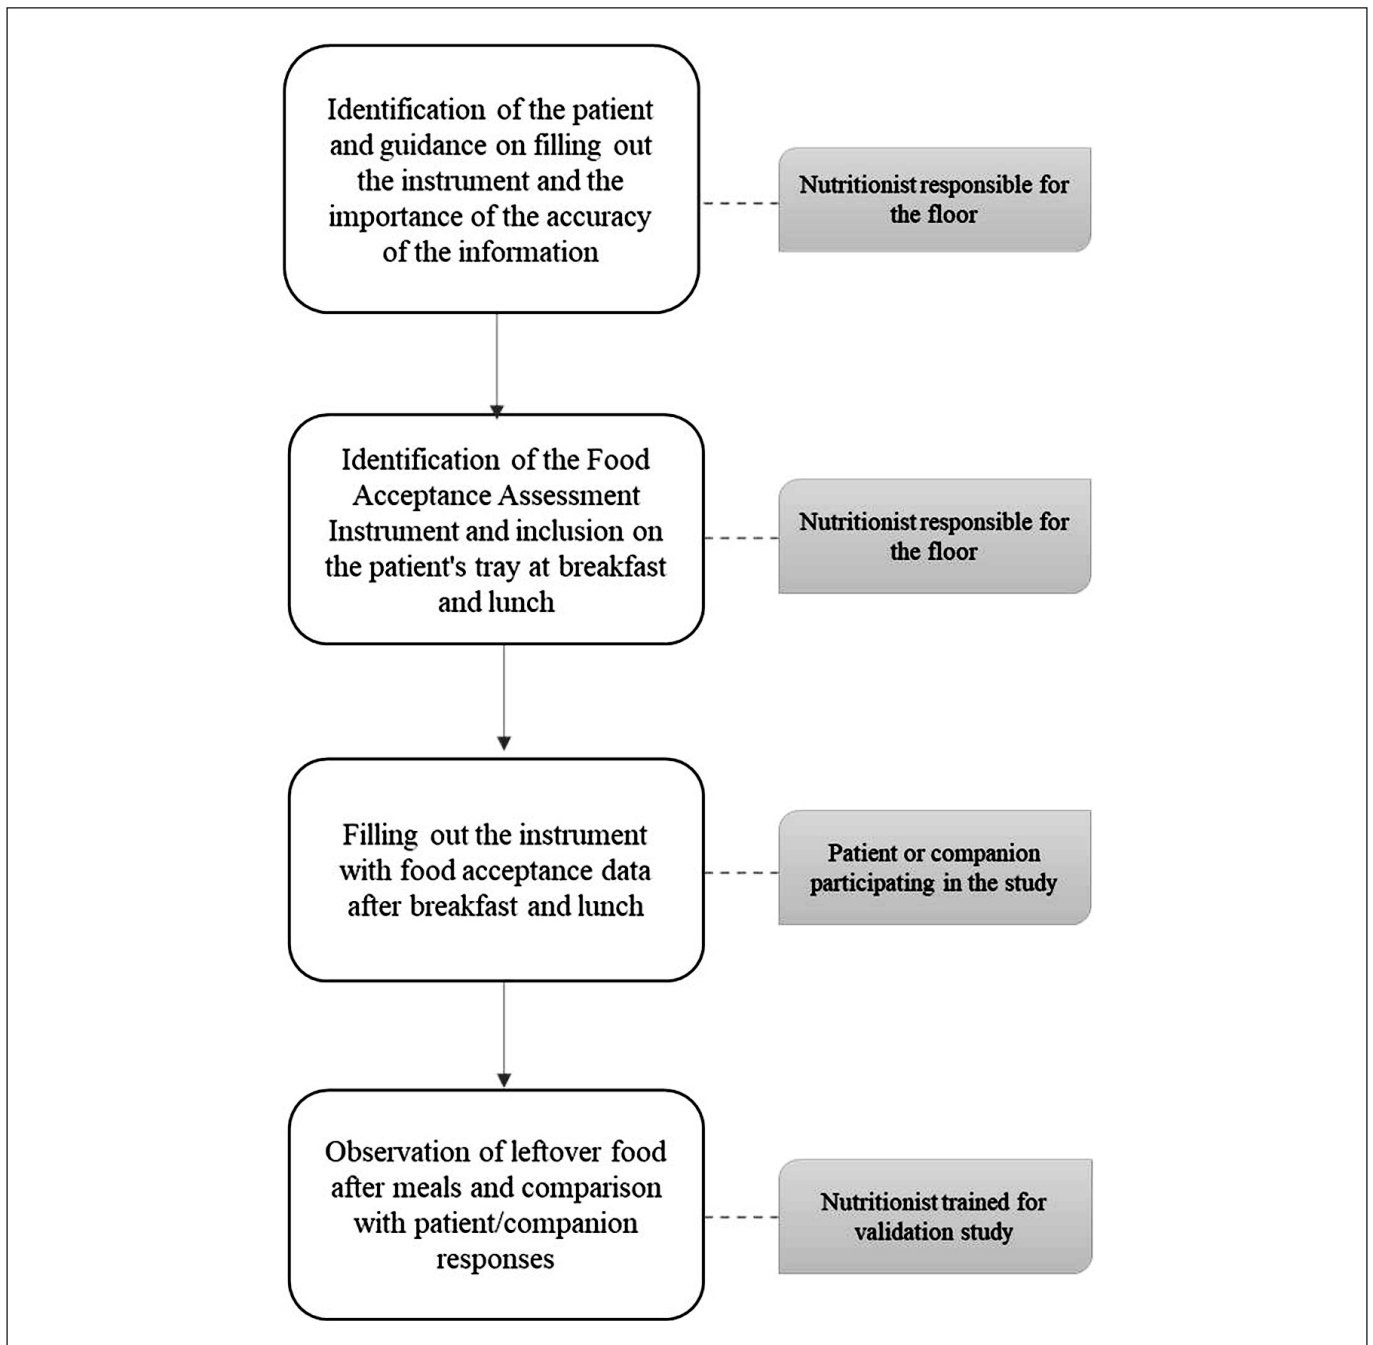 Identification of the patient
and guidance on filling out
the instrument and the
importance of the accuracy
of the information
Nutritionist responsible for
the floor
Identification of the Food
Acceptance Assessment
Instrument and inclusion on
the patient's tray at breakfast
and lunch
Nutritionist responsible for
the floor
Filling out the instrument
with food acceptance data
after breakfast and lunch
Patient or companion
participating in the study
Observation of leftover food
after meals and comparison
with patient/companion
responses
Nutritionist trained for
validation study